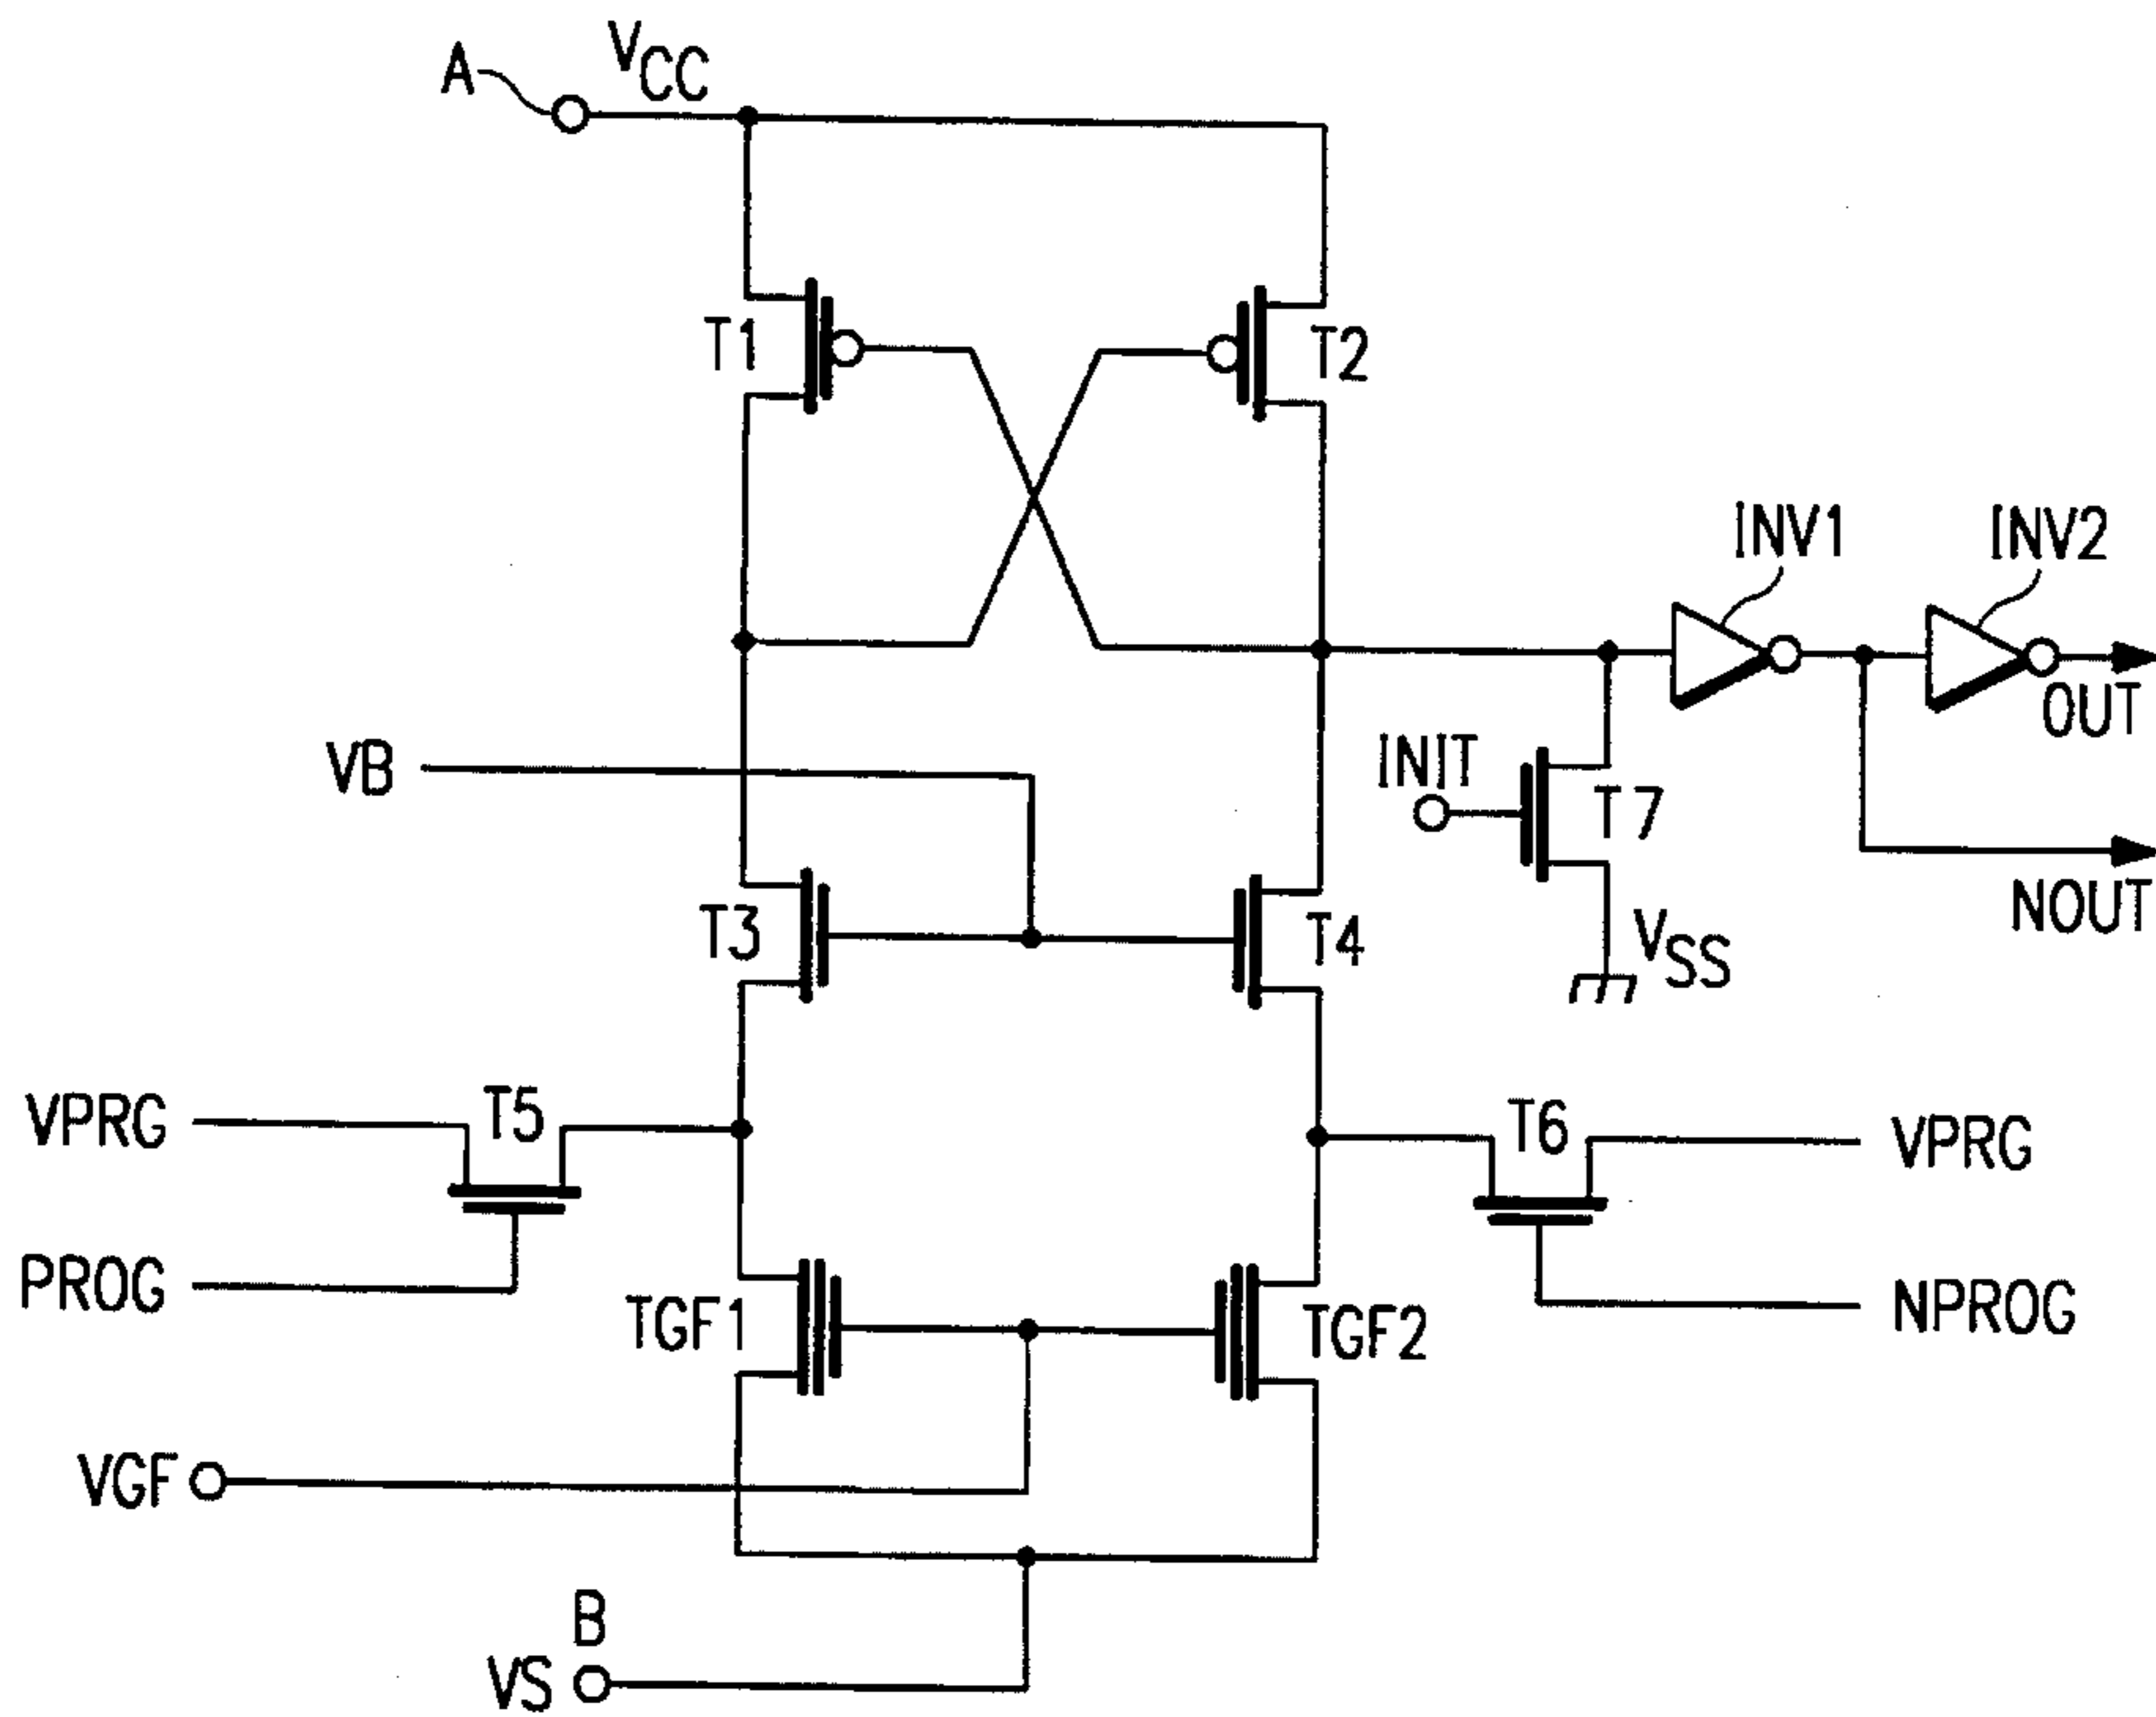 A
VCC
T1
T2
INV1
INV2
OUT
VB
INIT
T7
NOUT
T3
T4
VSS
VPRG
T5
T6
VPRG
PROG
TGF1
TGF2
NPROG
VGF
B
VS